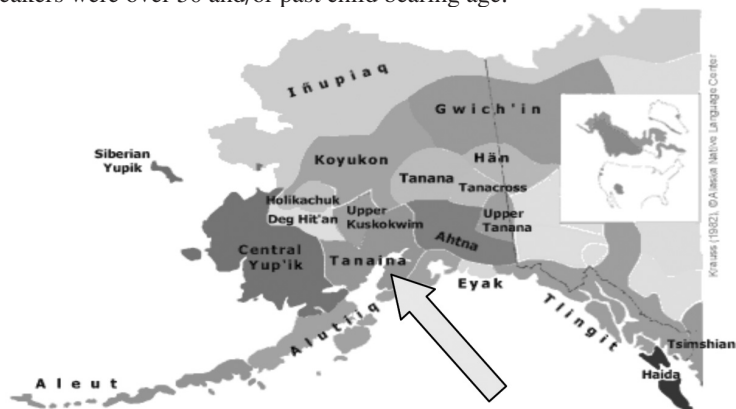 eakers were over 50 and/or past child bearing age.
Iñupiaq
Gwich'in
Siberian
Yupik
Koyukon
Hän
Tanana
Tanacross
Holikachuk
Deg Hit'an
Upper
Kuskokwim
Upper
Tanana
Ahtna
Central
Yup'ik
Tanaina
Eyak
Alutiiq
Tlingit
Tsimshian
Haida
Aleut
Krauss (1982), © Alaska Native Language Center